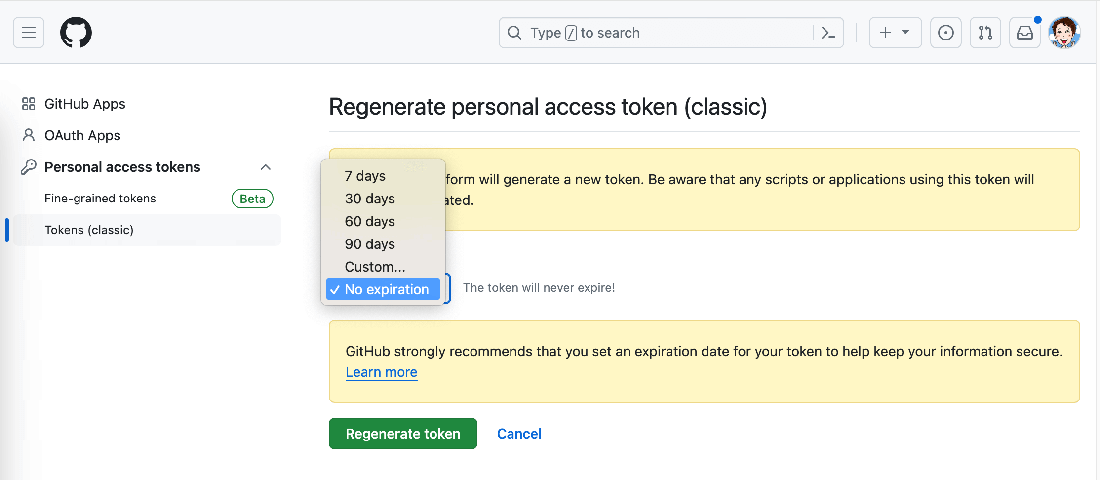 Type / to search
GitHub Apps
OAuth Apps
Personal access tokens
Fine-grained tokens
Beta
Tokens (classic)
Regenerate personal access token (classic)
form will generate a new token. Be aware that any scripts or applications using this token will
7 days
30 days
60 days
90 days
Custom...
✓ No expiration
The token will never expire!
GitHub strongly recommends that you set an expiration date for your token to help keep your information secure.
Learn more
Regenerate token
Cancel